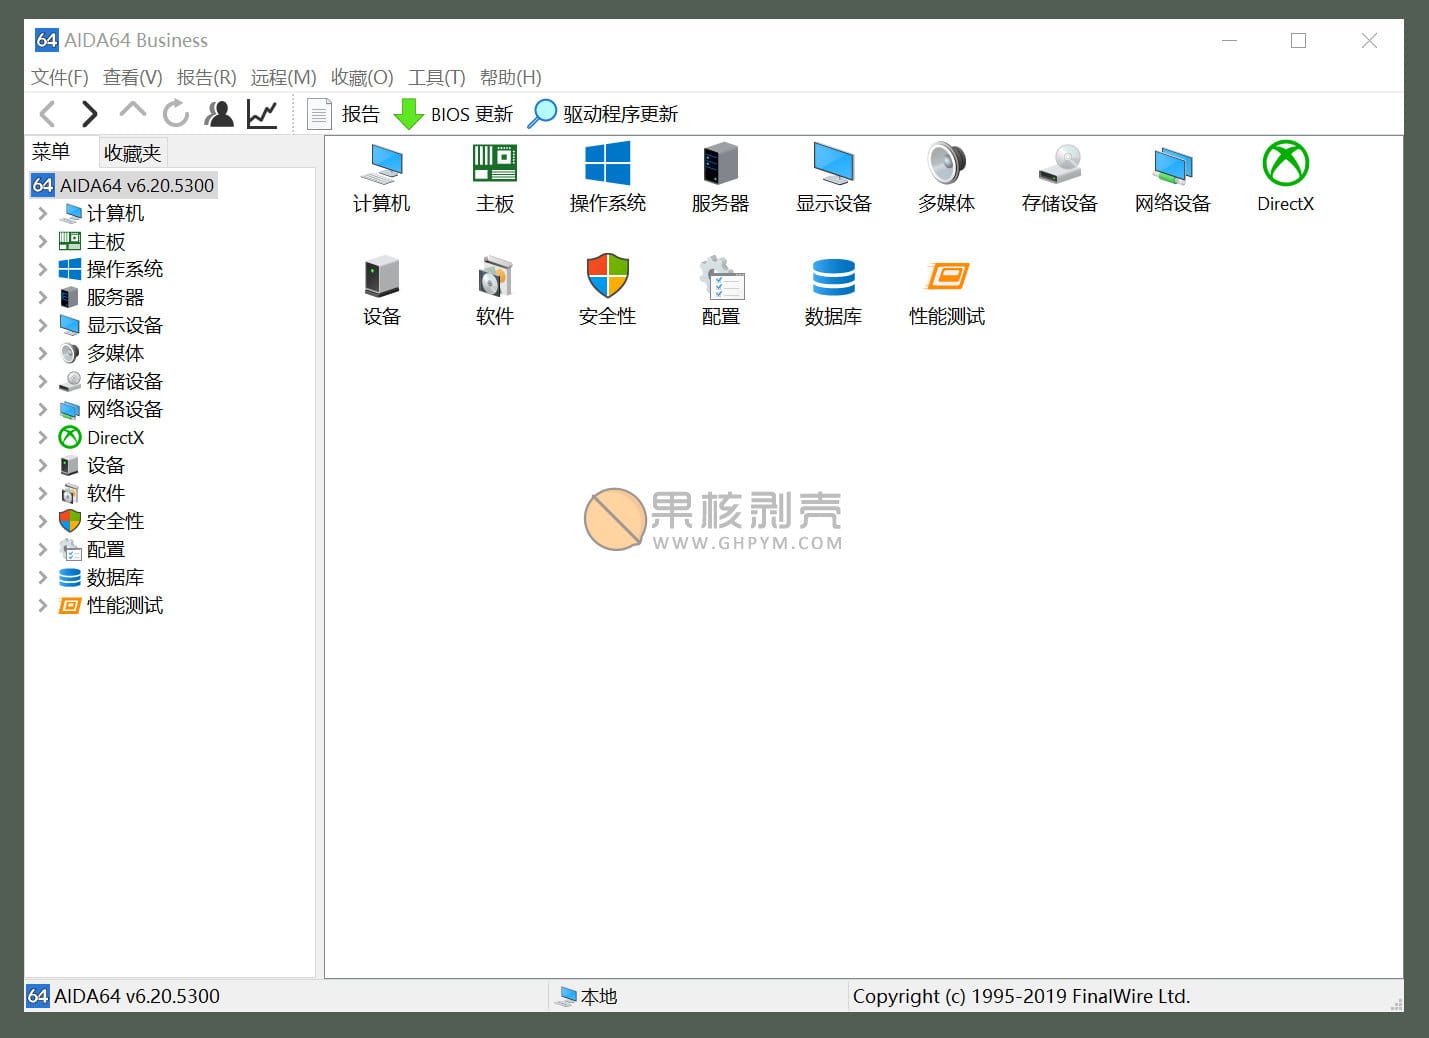 64 AIDA64 Business
文件(F) 查看(V) 报告(R) 远程(M) 收藏(O) 工具(T) 帮助(H)
报告 BIOS 更新 驱动程序更新
菜单 收藏夹
64 AIDA64 v6.20.5300
计算机
主板
操作系统
服务器
显示设备
多媒体
存储设备
网络设备
DirectX
设备
软件
安全性
配置
数据库
性能测试
计算机 主板 操作系统 服务器 显示设备 多媒体 存储设备 网络设备 DirectX
设备 软件 安全性 配置 数据库 性能测试
果核剥壳
WWW.GHPYM.COM
64 AIDA64 v6.20.5300 本地 Copyright (c) 1995-2019 FinalWire Ltd.